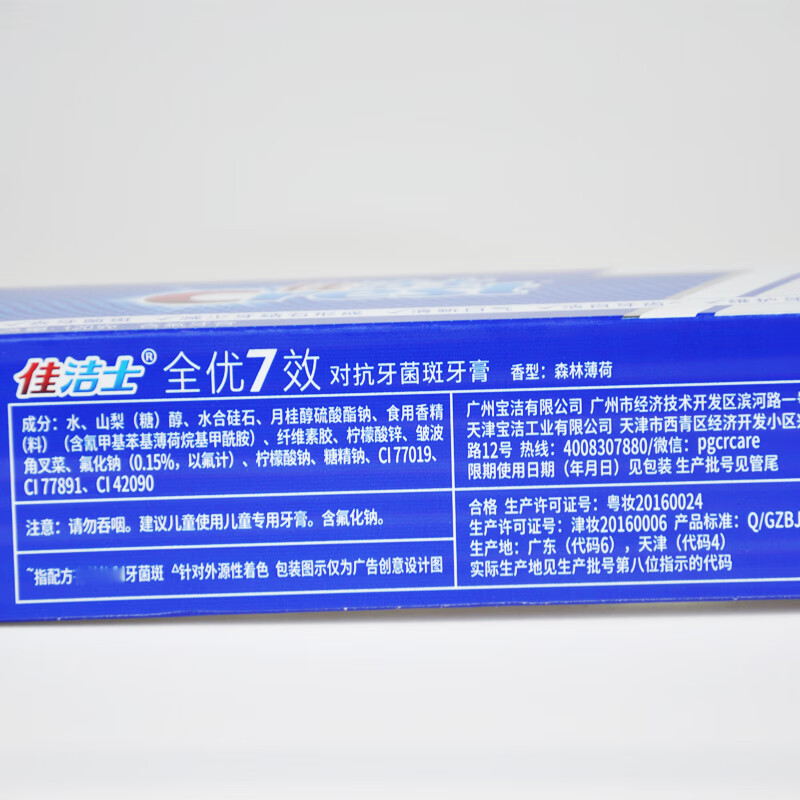 佳洁士® 全优7效 对抗牙菌斑牙膏 香型：森林薄荷
成分：水、山梨（糖）醇、水合硅石、月桂醇硫酸酯钠、食用香精
（料）（含氰甲基苯基薄荷烷基甲酰胺）、纤维素胶、柠檬酸锌、皱波
角叉菜、氟化钠（0.15%，以氟计）、柠檬酸钠、糖精钠、CI 77019、
CI 77891、CI 42090
注意：请勿吞咽。建议儿童使用儿童专用牙膏。含氟化钠。
~指配方 牙菌斑 ^针对外源性着色 包装图示仅为广告创意设计图
广州宝洁有限公司 广州市经济技术开发区滨河路一
天津宝洁工业有限公司 天津市西青区经济开发小区
路12号 热线：4008307880/微信：pgcrcare
限期使用日期（年月日）见包装 生产批号见管尾
合格 生产许可证号：粤妆20160024
生产许可证号：津妆20160006 产品标准：Q/GZBJ
生产地：广东（代码6），天津（代码4）
实际生产地见生产批号第八位指示的代码